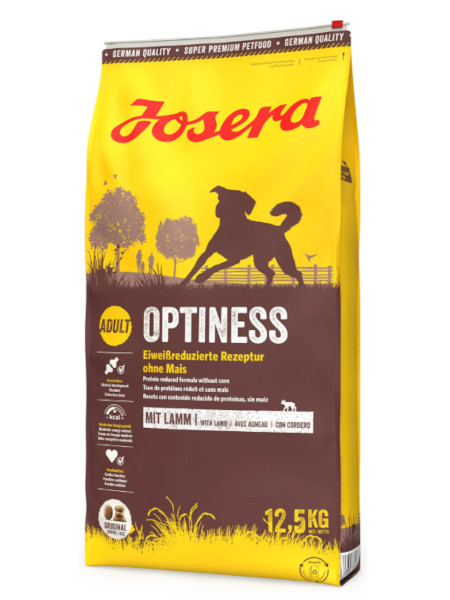 GERMAN QUALITY • SUPER PREMIUM PETFOOD • GERMAN QUALITY
Josera
ADULT
OPTINESS
Eiweißreduzierte Rezeptur
ohne Mais
Protein reduced formula without corn
Taux de protéines réduit et sans maïs
Receta con contenido reducido de proteínas, sin maíz
MIT LAMM | WITH LAMB • AVEC AGNEAU | CON CORDERO
kcal
ORIGINAL
12,5KG